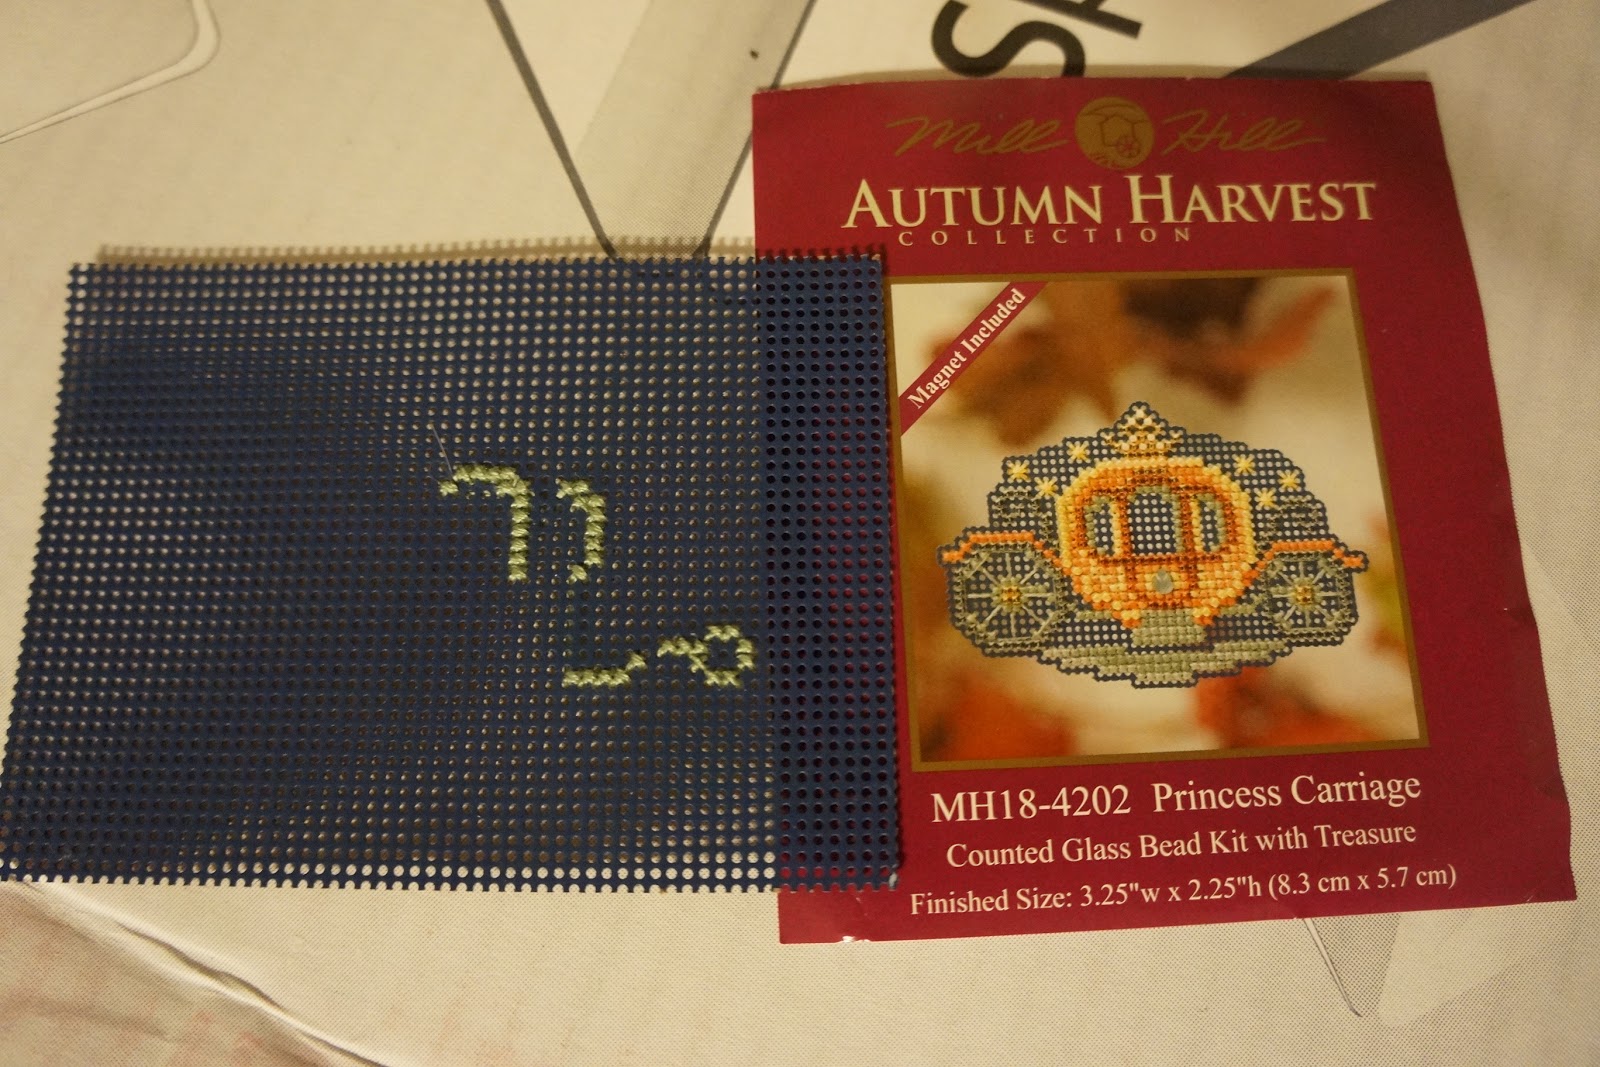 Mill Hill
AUTUMN HARVEST
COLLECTION
Magnet Included
MH18-4202 Princess Carriage
Counted Glass Bead Kit with Treasure
Finished Size: 3.25"w x 2.25"h (8.3 cm x 5.7 cm)